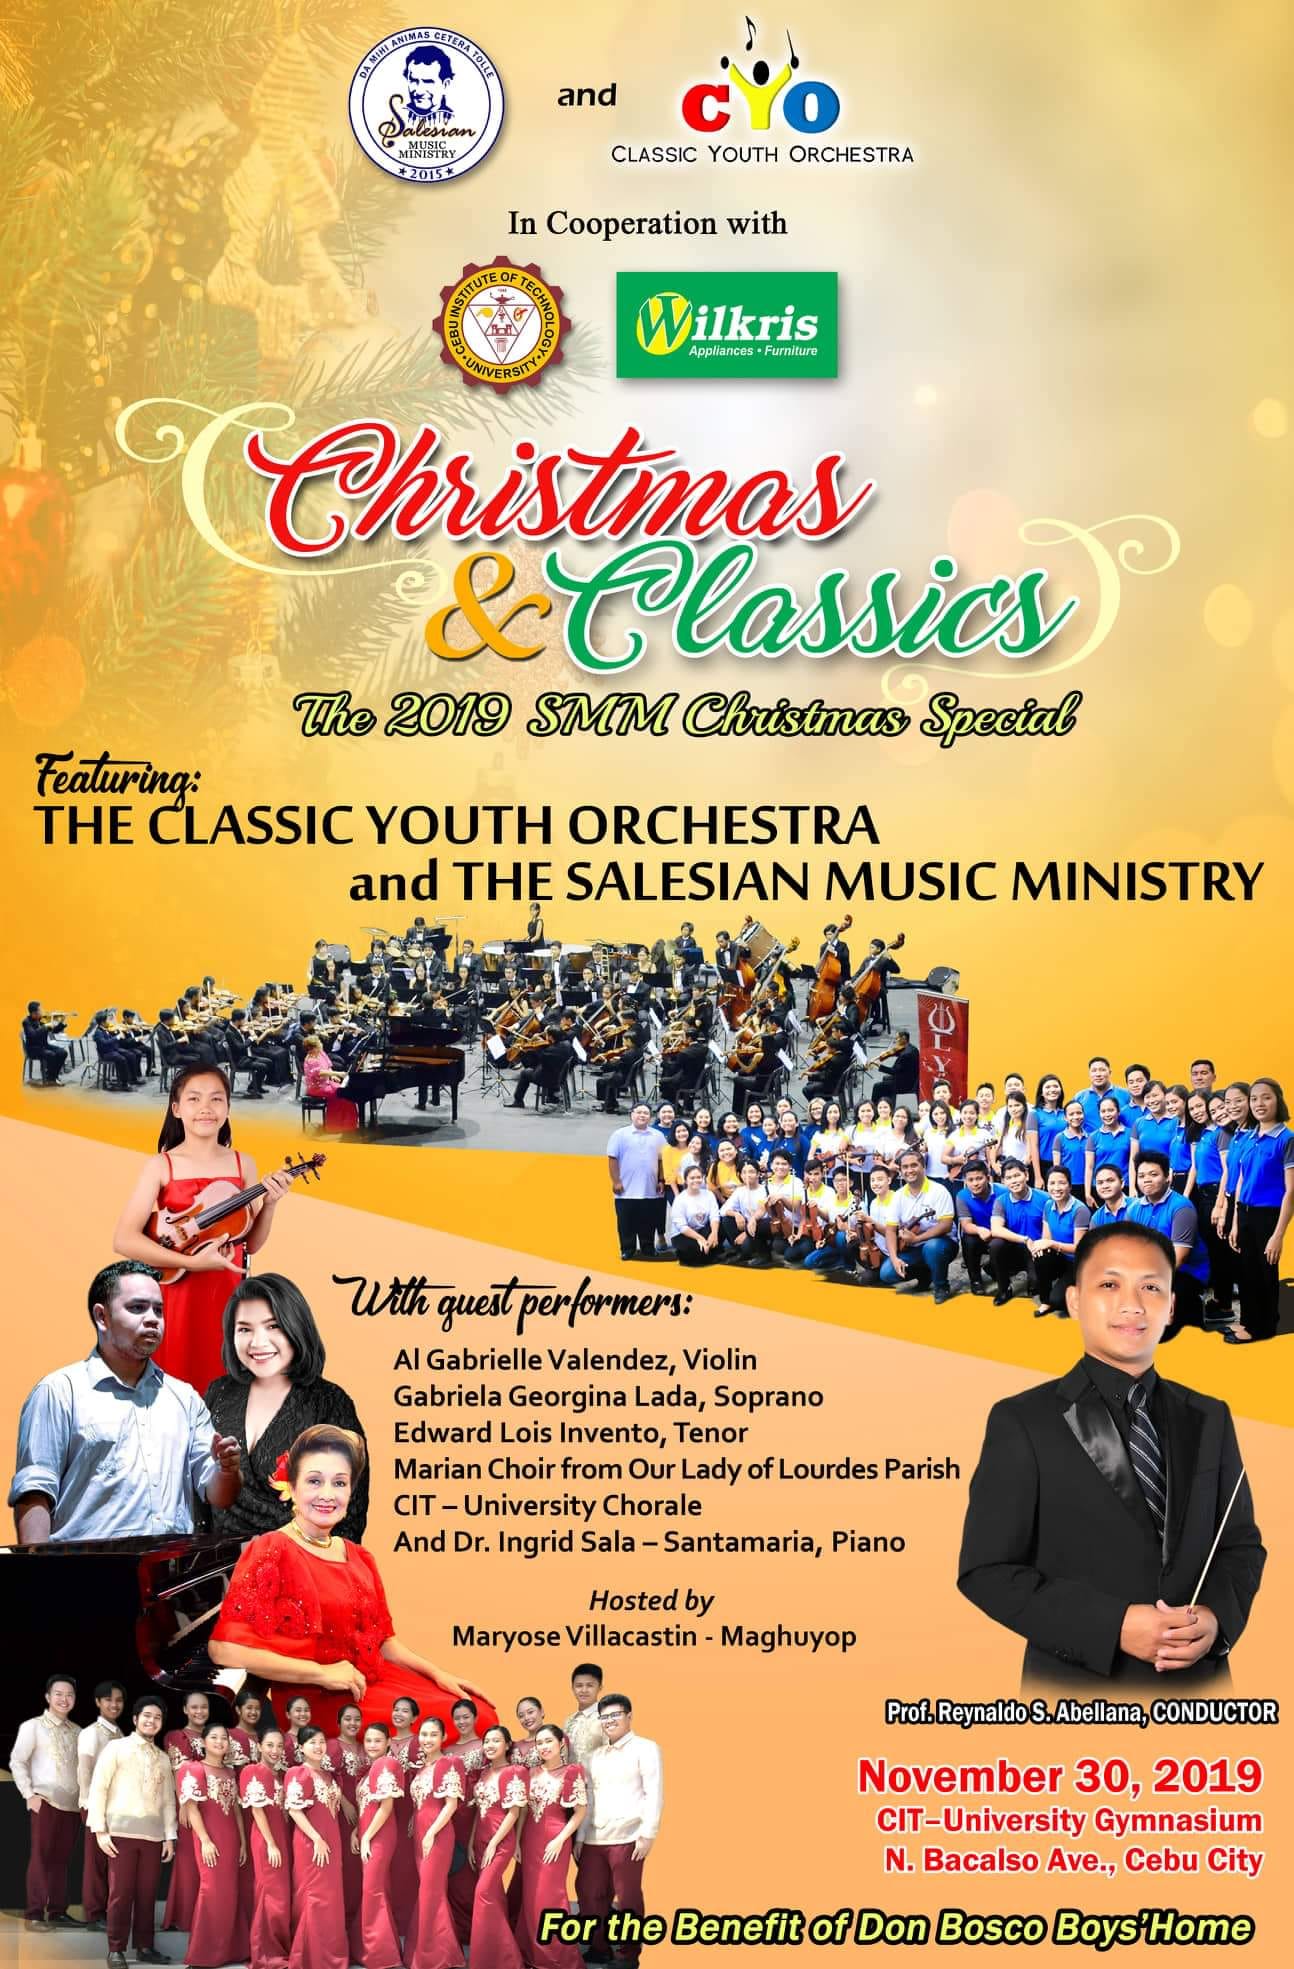 DA MIHI ANIMAS CETERA TOLLE
Salesian
MUSIC
MINISTRY
★ 2015 ★
and
CYO
CLASSIC YOUTH ORCHESTRA
In Cooperation with
CEBU INSTITUTE OF TECHNOLOGY
• UNIVERSITY •
Wilkris
Appliances • Furniture
Christmas
& Classics
The 2019 SMM Christmas Special
Featuring:
THE CLASSIC YOUTH ORCHESTRA
and THE SALESIAN MUSIC MINISTRY
With guest performers:
Al Gabrielle Valendez, Violin
Gabriela Georgina Lada, Soprano
Edward Lois Invento, Tenor
Marian Choir from Our Lady of Lourdes Parish
CIT – University Chorale
And Dr. Ingrid Sala – Santamaria, Piano
Hosted by
Maryose Villacastin - Maghuyop
Prof. Reynaldo S. Abellana, CONDUCTOR
November 30, 2019
CIT–University Gymnasium
N. Bacalso Ave., Cebu City
For the Benefit of Don Bosco Boys'Home